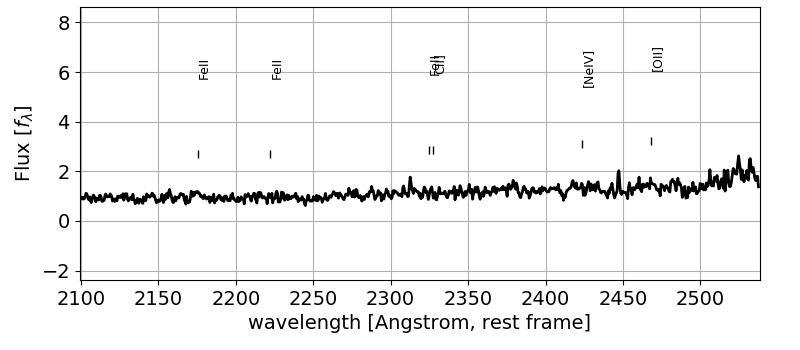 8
6
4
2
0
−2
Flux [fλ]
FeII
FeII
FeII
CII]
[NeIV]
[OII]
2100 2150 2200 2250 2300 2350 2400 2450 2500
wavelength [Angstrom, rest frame]